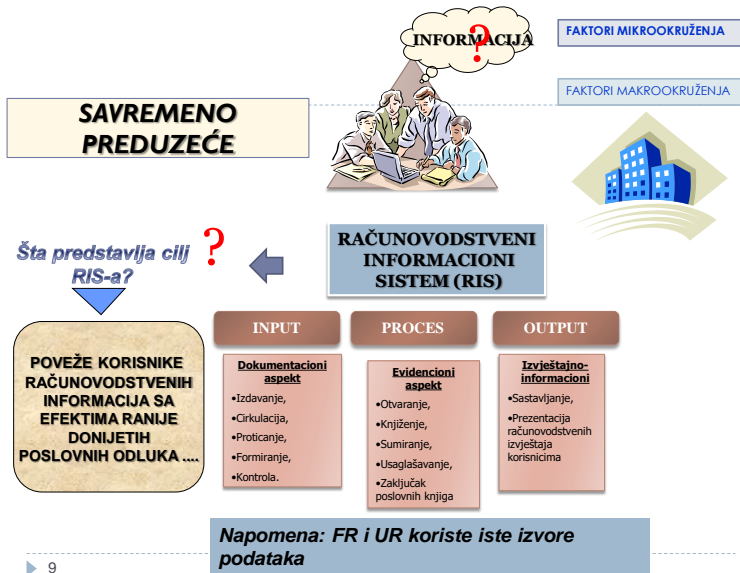 INFORMACIJA
?
FAKTORI MIKROOKRUŽENJA
FAKTORI MAKROOKRUŽENJA
SAVREMENO
PREDUZEĆE
Šta predstavlja cilj
RIS-a?
?
RAČUNOVODSTVENI
INFORMACIONI
SISTEM (RIS)
POVEŽE KORISNIKE
RAČUNOVODSTVENIH
INFORMACIJA SA
EFEKTIMA RANIJE
DONIJETIH
POSLOVNIH ODLUKA ....
INPUT
Dokumentacioni
aspekt
•Izdavanje,
•Cirkulacija,
•Proticanje,
•Formiranje,
•Kontrola.
PROCES
Evidencioni
aspekt
•Otvaranje,
•Knjiženje,
•Sumiranje,
•Usaglašavanje,
•Zaključak
poslovnih knjiga
OUTPUT
Izvještajno-
informacioni
•Sastavljanje,
•Prezentacija
računovodstvenih
izvještaja
korisnicima
Napomena: FR i UR koriste iste izvore
podataka
9